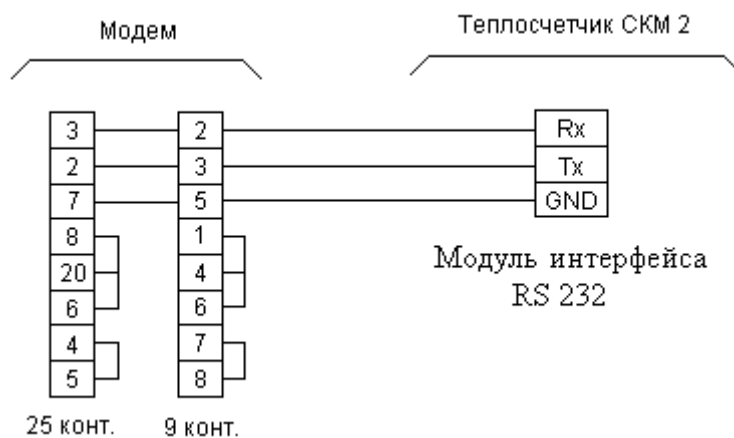 Модем
Теплосчетчик СКМ 2
3 2 Rx
2 3 Tx
7 5 GND
8 1
20 4
6 6
4 7
5 8
Модуль интерфейса
RS 232
25 конт. 9 конт.